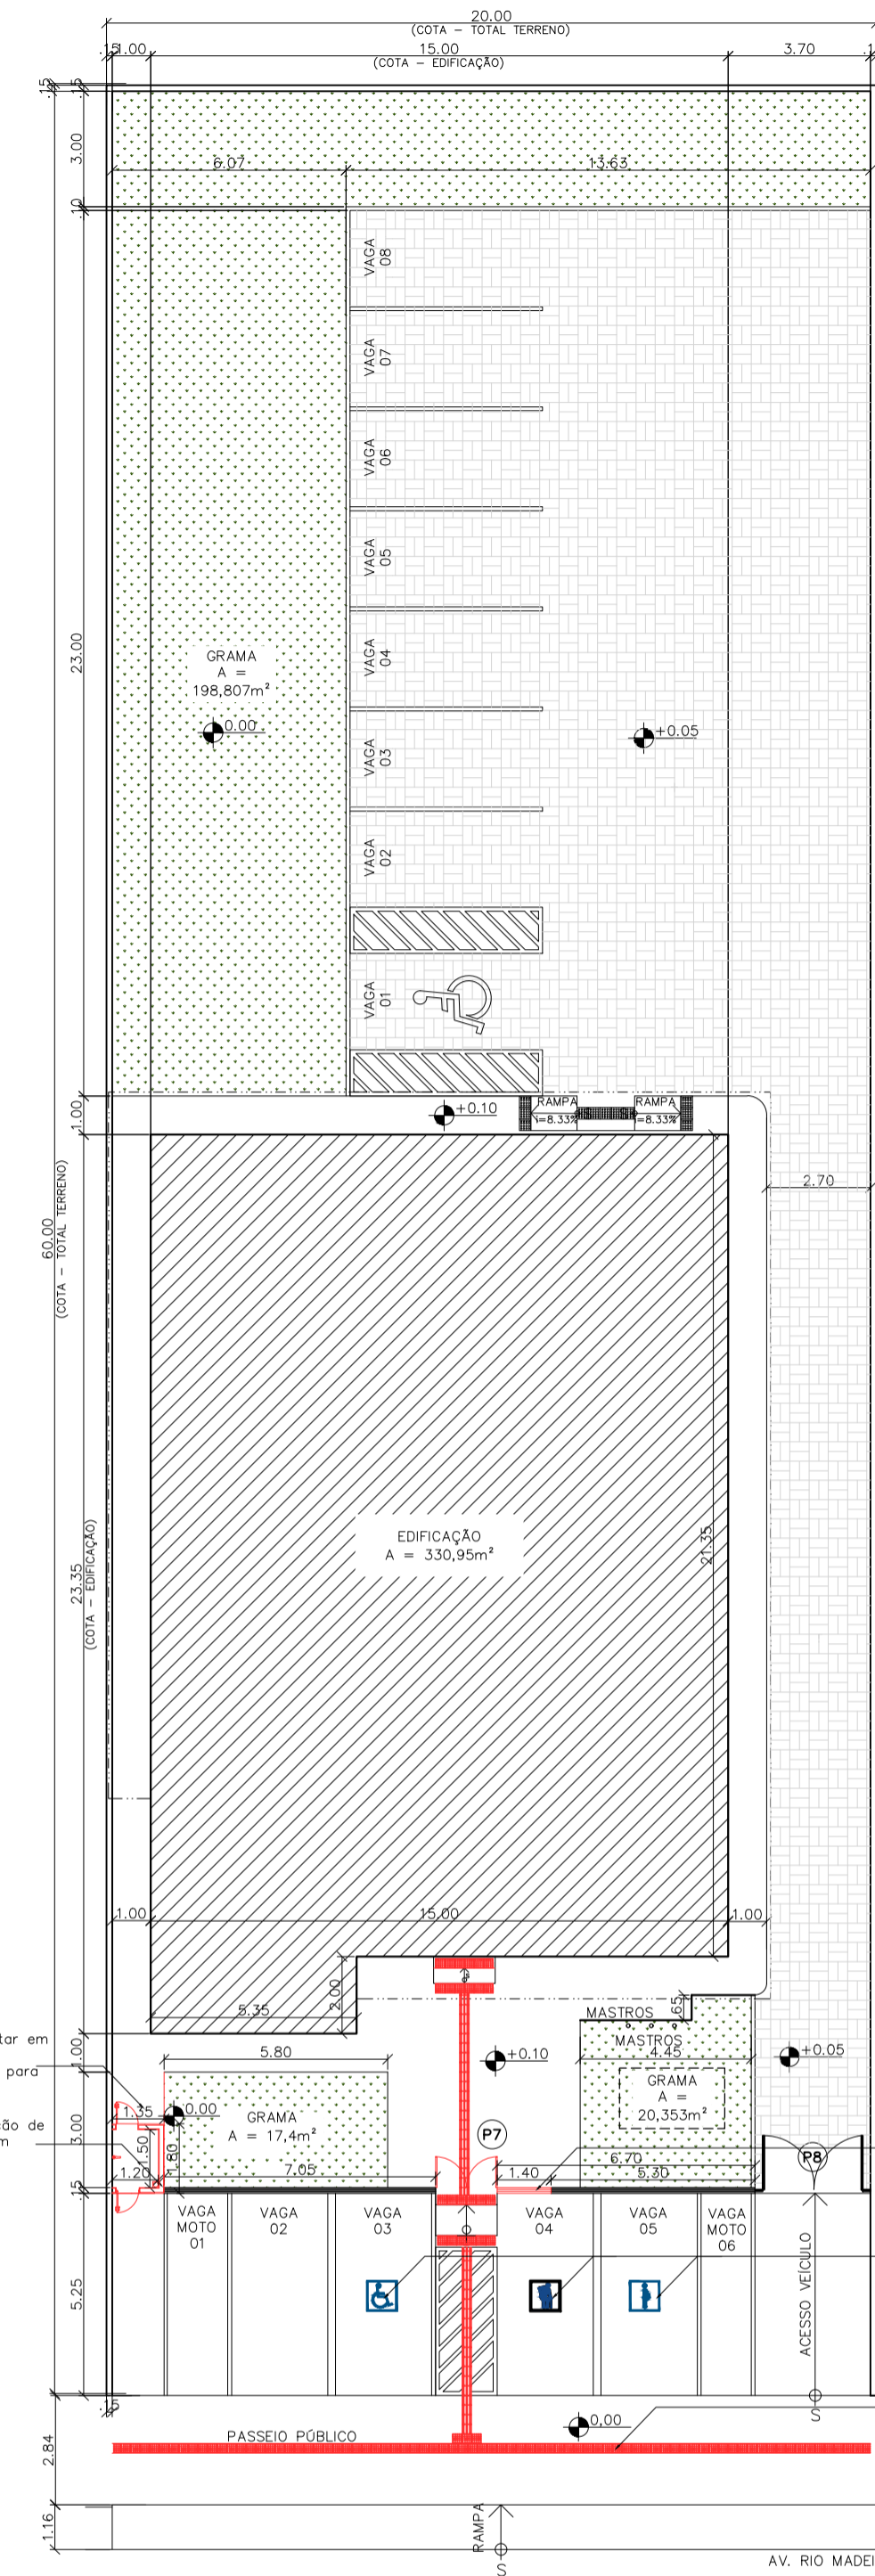 20.00
(COTA - TOTAL TERRENO)
.15
1.00
15.00
3.70
(COTA - EDIFICAÇÃO)
.15
.15
3.00
6.07
13.63
.10
VAGA
08
VAGA
07
VAGA
06
VAGA
05
23.00
GRAMA
A =
198,807m²
VAGA
04
0.00
+0.05
VAGA
03
VAGA
02
VAGA
01
1.00
+0.10
RAMPA
i=8.33%
RAMPA
i=8.33%
2.70
60.00
(COTA - TOTAL TERRENO)
23.35
(COTA - EDIFICAÇÃO)
EDIFICAÇÃO
A = 330,95m²
21.35
1.00
15.00
1.00
2.00
5.35
MASTROS
.65
MASTROS
tar em
1.00
5.80
+0.10
4.45
+0.05
para
GRAMA
A =
20,353m²
1.35
0.00
GRAMA
A = 17,4m²
ção de
m
3.00
1.50
1.80
P7
P8
6.70
1.20
7.05
1.40
5.30
.15
VAGA
MOTO
01
VAGA
02
VAGA
03
VAGA
04
VAGA
05
VAGA
MOTO
06
5.25
ACESSO VEÍCULO
.15
S
0,00
PASSEIO PÚBLICO
2.84
1.16
RAMPA
S
AV. RIO MADEI